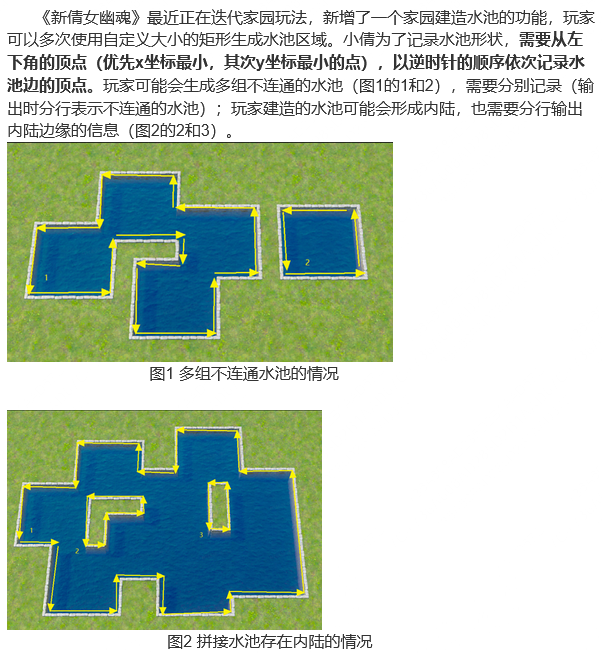 《新倩女幽魂》最近正在迭代家园玩法，新增了一个家园建造水池的功能，玩家
可以多次使用自定义大小的矩形生成水池区域。小倩为了记录水池形状，需要从左
下角的顶点（优先x坐标最小，其次y坐标最小的点），以逆时针的顺序依次记录水
池边的顶点。玩家可能会生成多组不连通的水池（图1的1和2），需要分别记录（输
出时分行表示不连通的水池）；玩家建造的水池可能会形成内陆，也需要分行输出
内陆边缘的信息（图2的2和3）。
1
2
图1 多组不连通水池的情况
1
2
3
图2 拼接水池存在内陆的情况